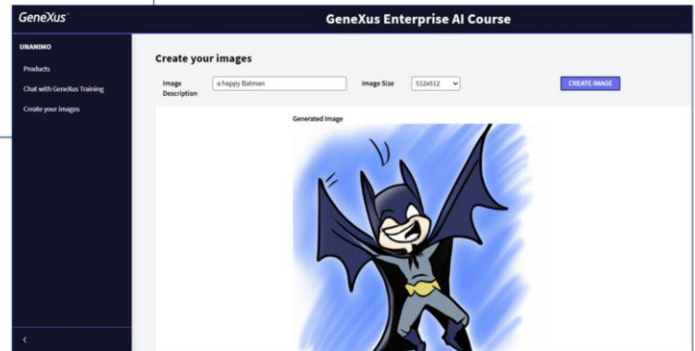 GeneXus™
GeneXus Enterprise AI Course
UNANIMO
Products
Chat with GeneXus Training
Create your images
Create your images
Image Description
a happy Batman
Image Size
512x512
CREATE IMAGE
Generated Image